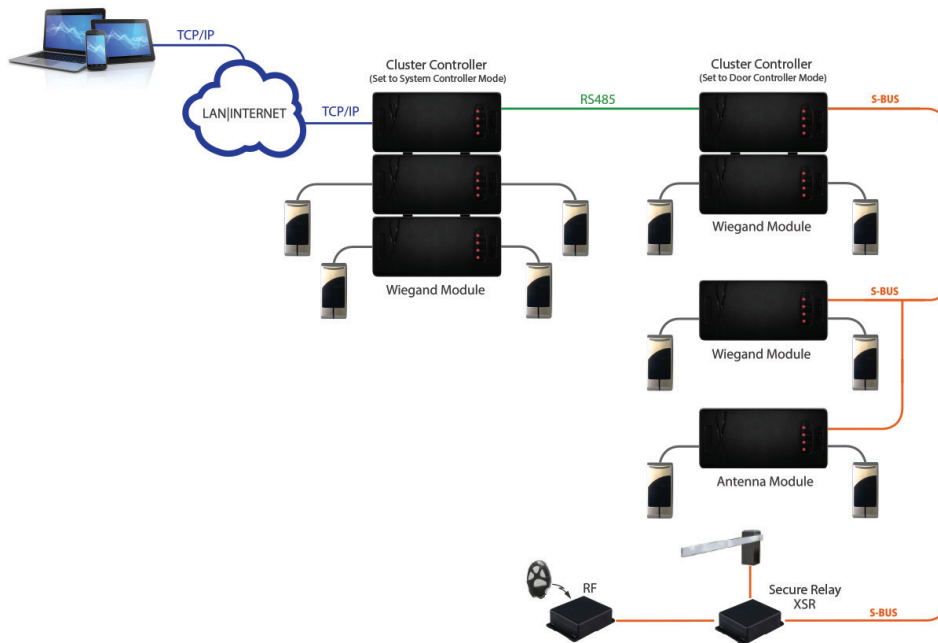 TCP/IP
LAN|INTERNET
TCP/IP
Cluster Controller
(Set to System Controller Mode)
RS485
Cluster Controller
(Set to Door Controller Mode)
S-BUS
Wiegand Module
Wiegand Module
S-BUS
Wiegand Module
Antenna Module
RF
Secure Relay
XSR
S-BUS